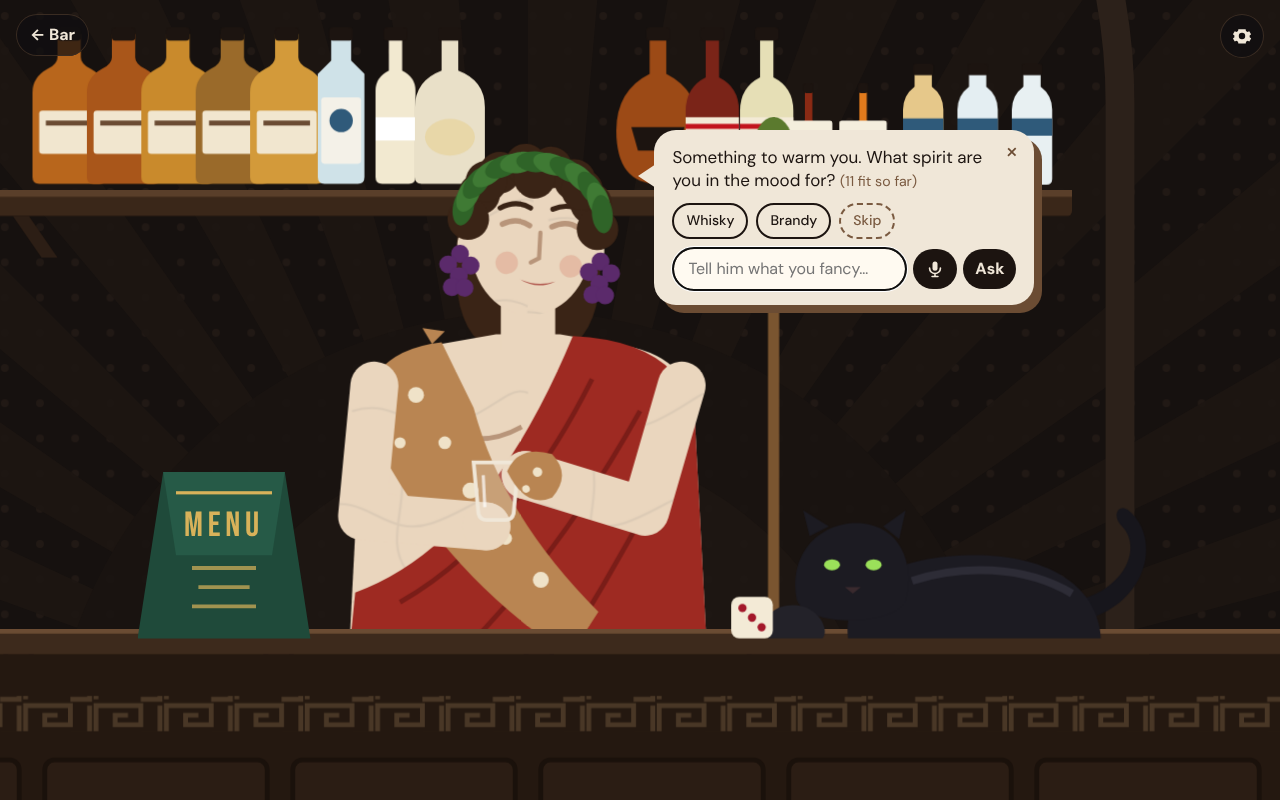 ← Bar
Something to warm you. What spirit are
you in the mood for? (11 fit so far)
Whisky Brandy Skip
Tell him what you fancy...
Ask
MENU